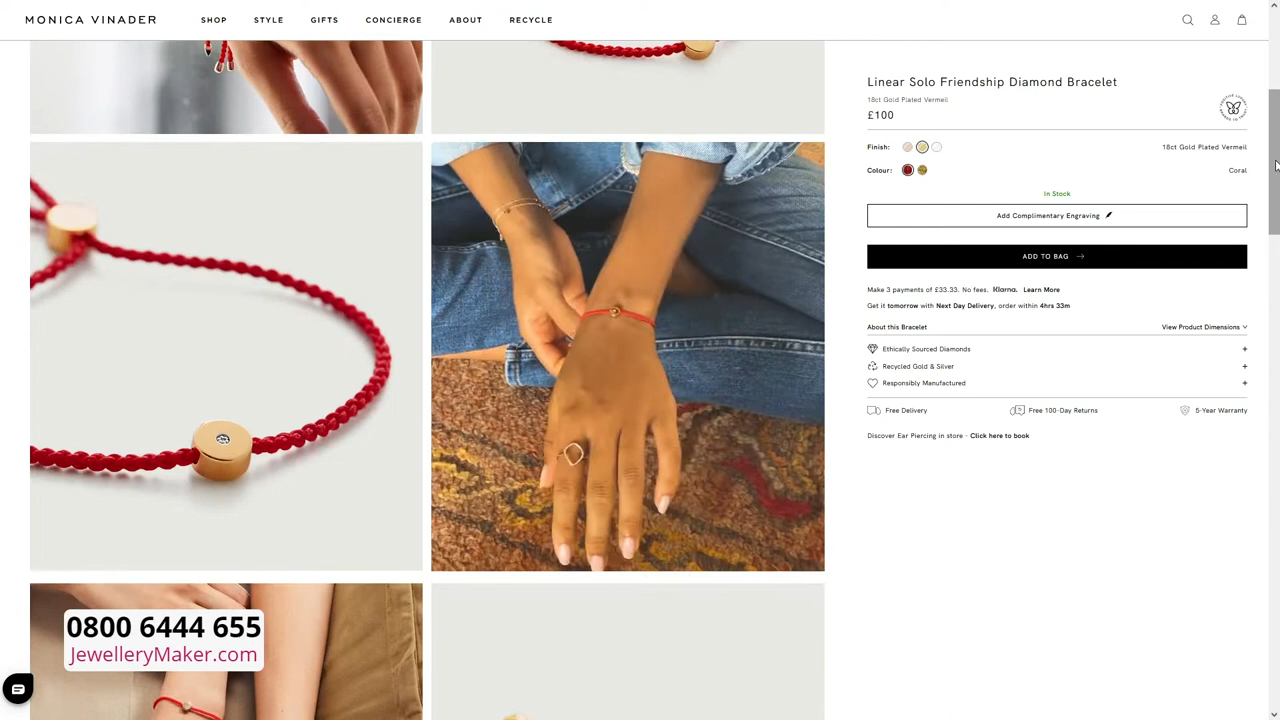 MONICA VINADER
SHOP
STYLE
GIFTS
CONCIERGE
ABOUT
RECYCLE
Linear Solo Friendship Diamond Bracelet
18ct Gold Plated Vermeil
£100
Finish:
18ct Gold Plated Vermeil
Colour:
Coral
In Stock
Add Complimentary Engraving
ADD TO BAG
Make 3 payments of £33.33. No fees. Klarna. Learn More
Get it tomorrow with Next Day Delivery, order within 4hrs 33m
About this Bracelet
View Product Dimensions
Ethically Sourced Diamonds +
Recycled Gold & Silver +
Responsibly Manufactured +
Free Delivery
Free 100-Day Returns
5-Year Warranty
Discover Ear Piercing in store - Click here to book
0800 6444 655
JewelleryMaker.com